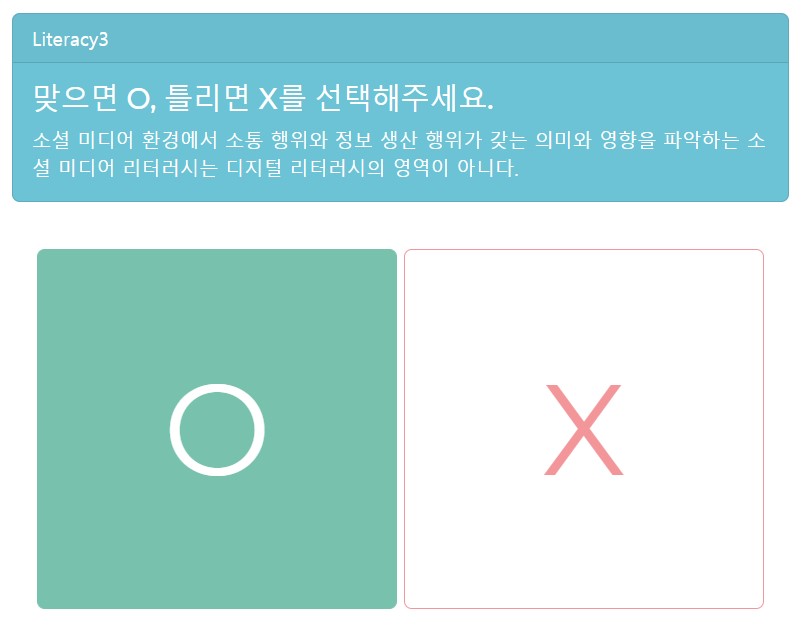 Literacy3
맞으면 O, 틀리면 X를 선택해주세요.
소셜 미디어 환경에서 소통 행위와 정보 생산 행위가 갖는 의미와 영향을 파악하는 소
셜 미디어 리터러시는 디지털 리터러시의 영역이 아니다.
O X